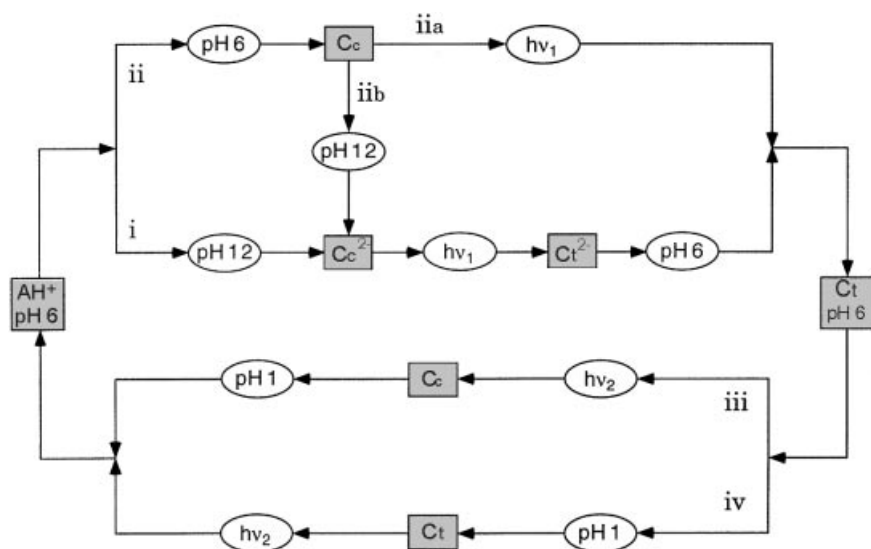 ii
pH 6
Cc
iia
hν1
iib
pH 12
i
pH 12
Cc2-
hν1
Ct2-
pH 6
AH+
pH 6
Ct
pH 6
pH 1
Cc
hν2
iii
iv
hν2
Ct
pH 1